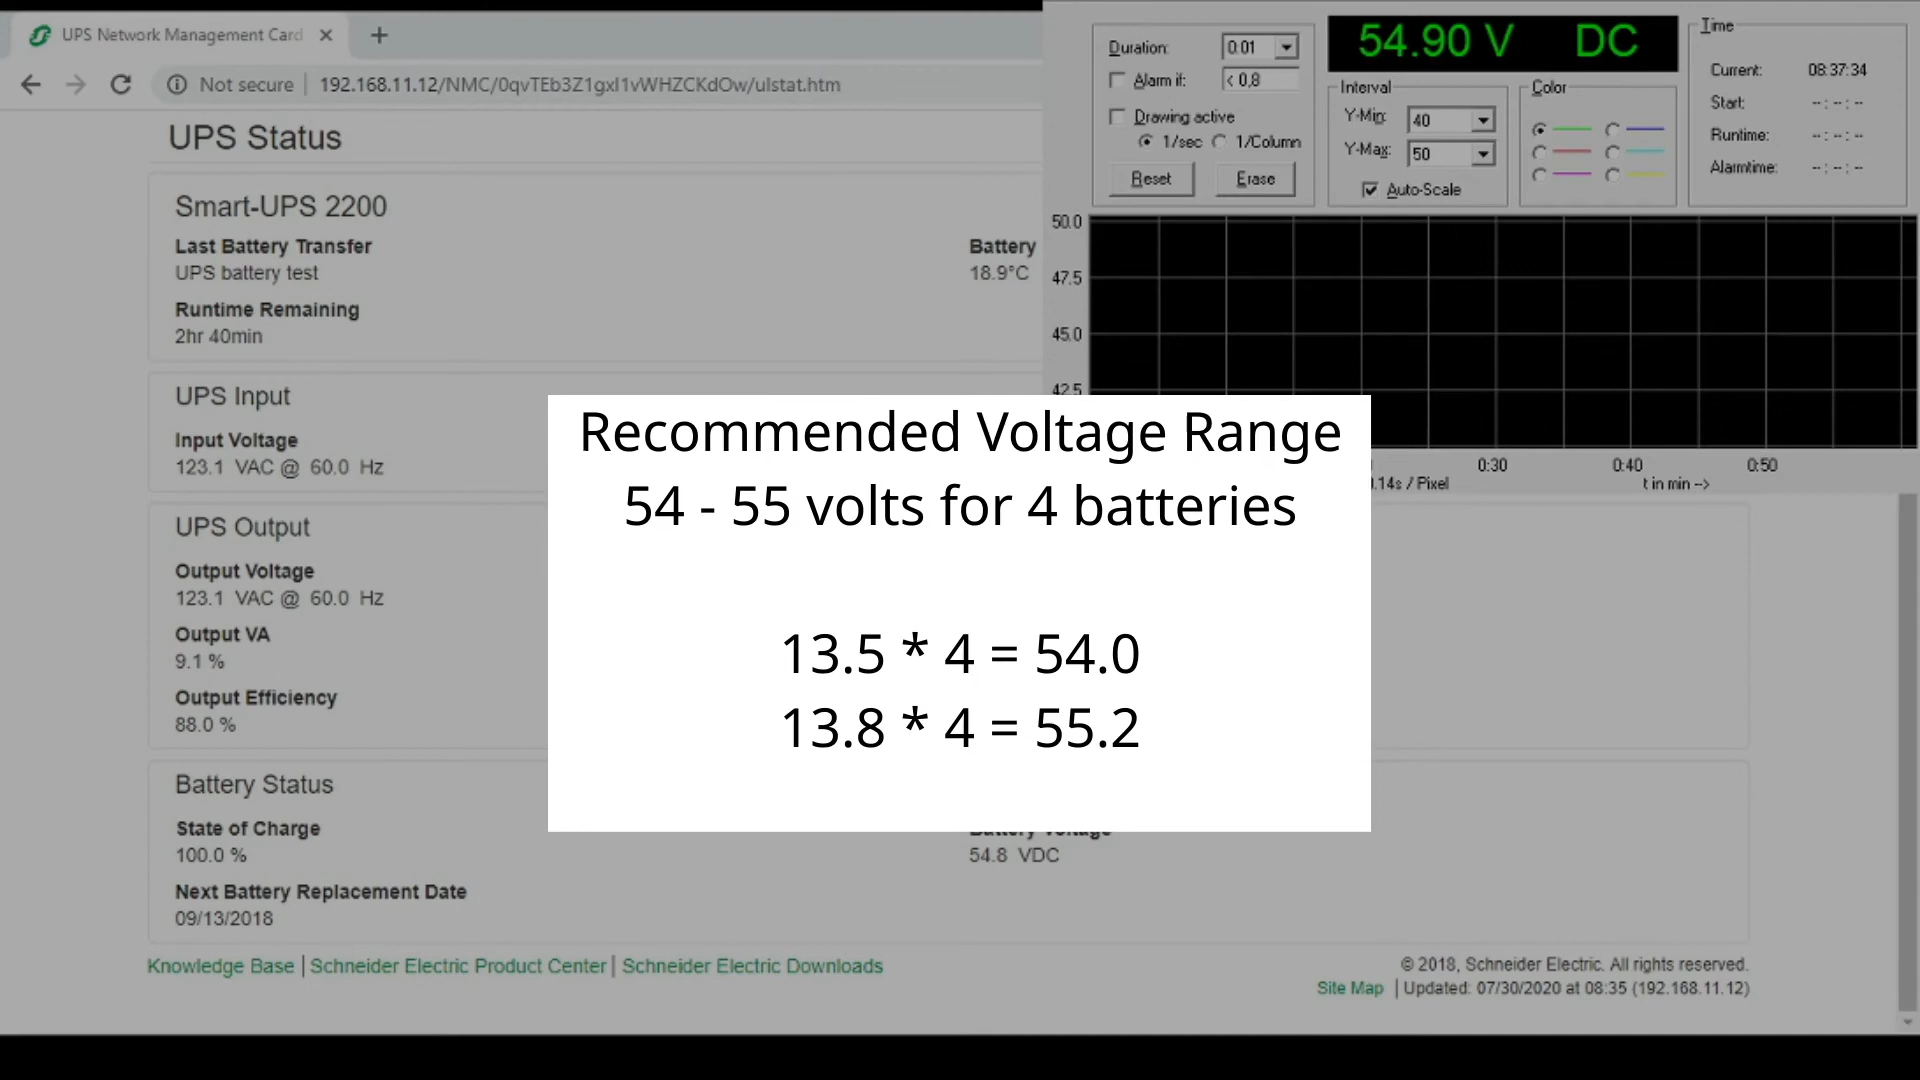 UPS Network Management Card
Not secure
192.168.11.12/NMC/0qvTEb3Z1gxl1vWHZCKdOw/ulstat.htm
UPS Status
Smart-UPS 2200
Last Battery Transfer
UPS battery test
Battery
18.9°C
Runtime Remaining
2hr 40min
UPS Input
Input Voltage
123.1 VAC @ 60.0 Hz
UPS Output
Output Voltage
123.1 VAC @ 60.0 Hz
Output VA
9.1 %
Output Efficiency
88.0 %
Battery Status
State of Charge
100.0 %
Battery Voltage
54.8 VDC
Next Battery Replacement Date
09/13/2018
Knowledge Base | Schneider Electric Product Center | Schneider Electric Downloads
© 2018, Schneider Electric. All rights reserved.
Site Map | Updated: 07/30/2020 at 08:35 (192.168.11.12)
Duration: 0.01
Alarm if: < 0,8
Drawing active
1/sec 1/Column
Reset Erase
54.90 V DC
Interval
Y-Min: 40
Y-Max: 50
Auto-Scale
Color
Time
Current: 08:37:34
Start: --:--:--
Runtime: --:--:--
Alarmtime: --:--:--
50.0
47.5
45.0
42.5
0:30 0:40 0:50
.14s / Pixel
t in min -->
Recommended Voltage Range
54 - 55 volts for 4 batteries
13.5 * 4 = 54.0
13.8 * 4 = 55.2